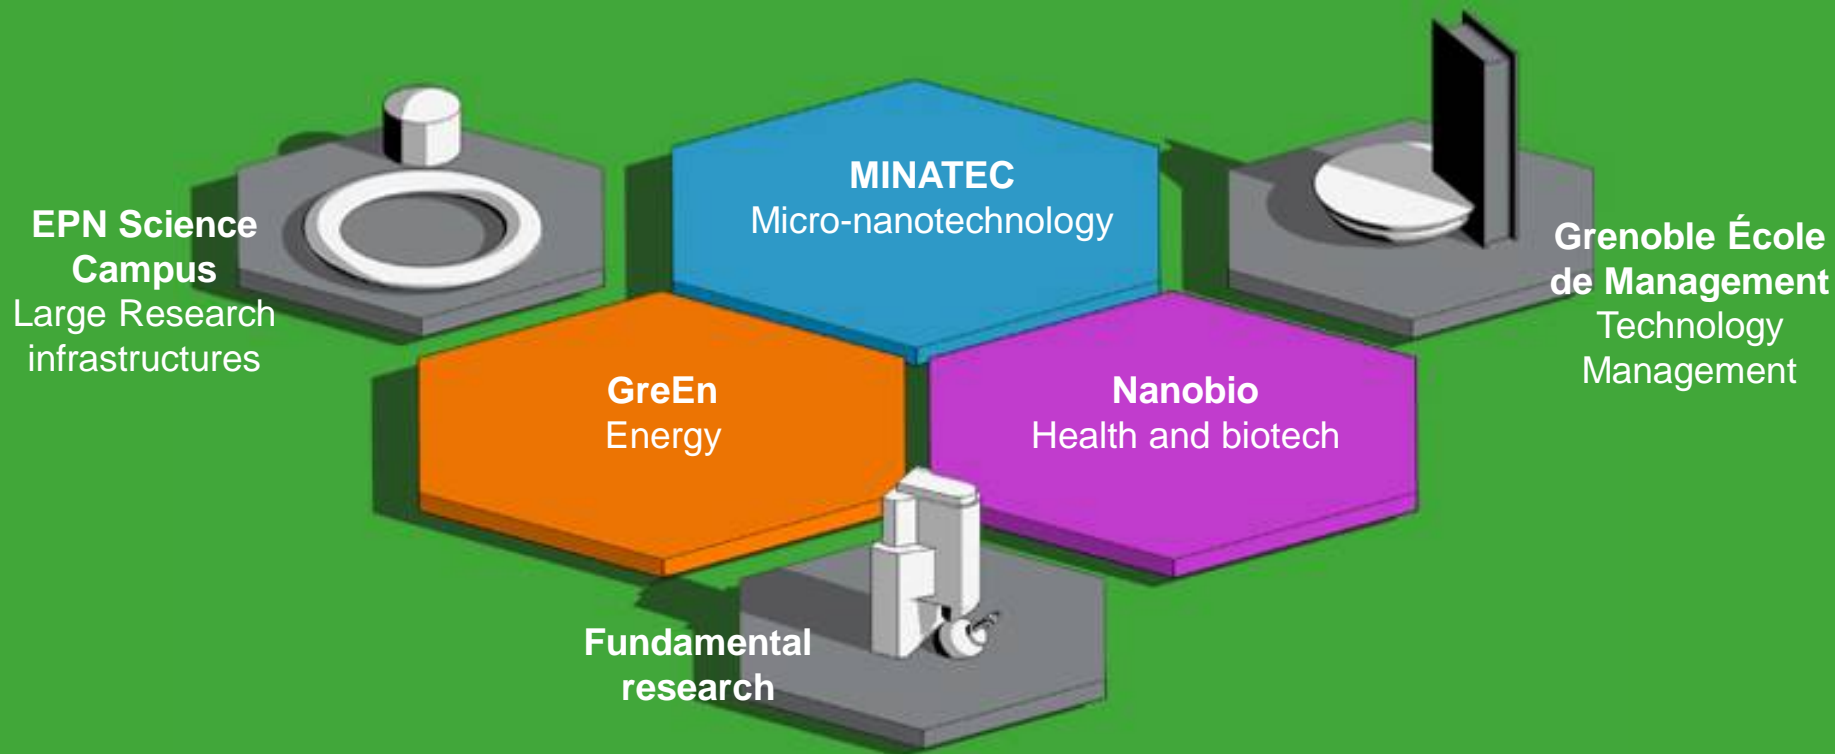 MINATEC
Micro-nanotechnology
EPN Science
Campus
Large Research
infrastructures
Grenoble École
de Management
Technology
Management
GreEn
Energy
Nanobio
Health and biotech
Fundamental
research